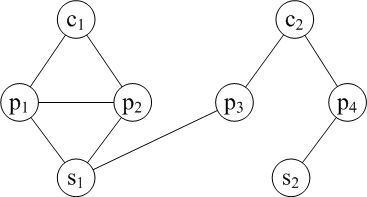 c₁ c₂
p₁ p₂ p₃ p₄
s₁ s₂